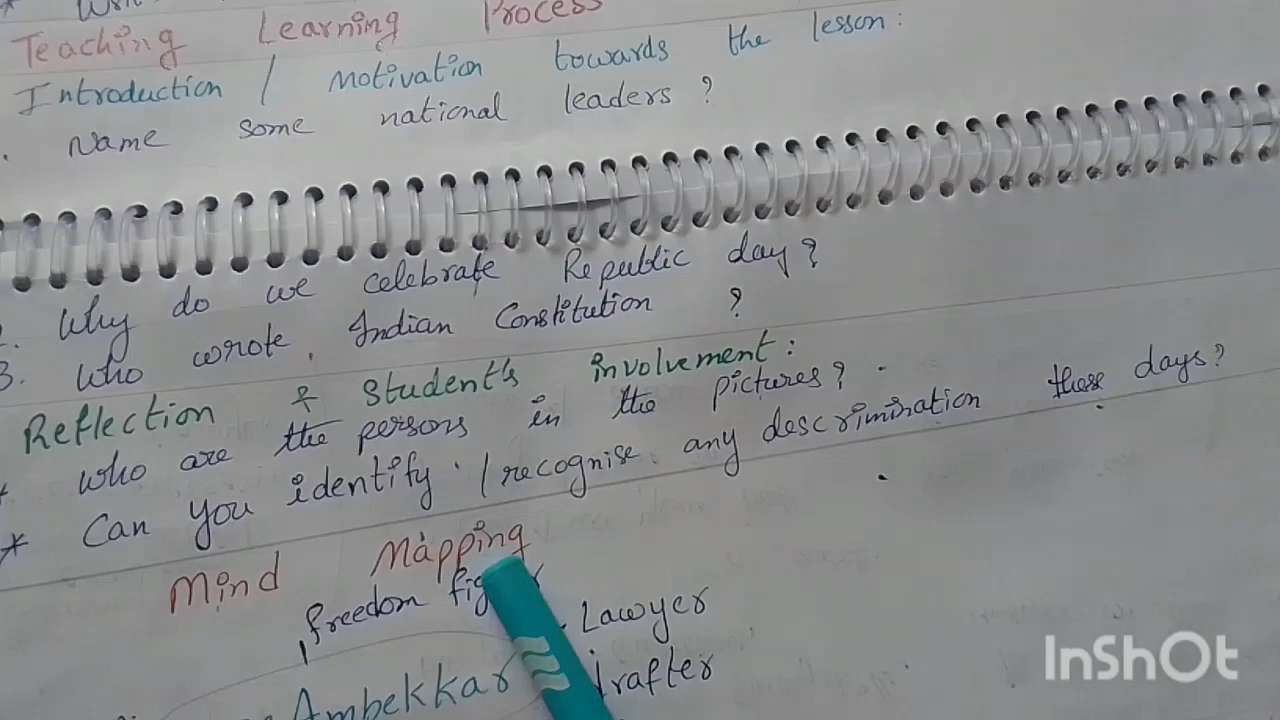 Teaching Learning Process
Introduction / Motivation towards the lesson:
. Name some national leaders ?
2. Why do we celebrate Republic day?
3. Who wrote Indian Constitution ?
Reflection & Student's involvement:
* Who are the persons in the pictures?
* Can you identify / recognise any descrimination these days?
Mind Mapping
freedom
Lawyer
Ambekkar
InShOt